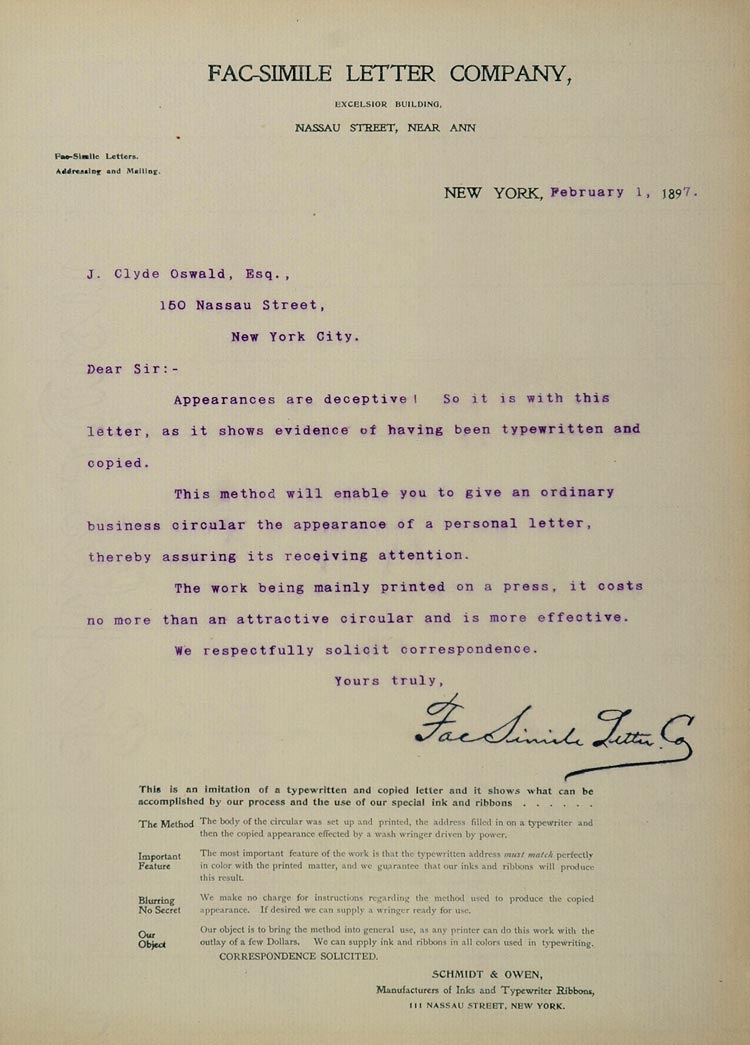 FAC-SIMILE LETTER COMPANY,
EXCELSIOR BUILDING,
NASSAU STREET, NEAR ANN
Fac-Simile Letters.
Addressing and Mailing.
NEW YORK, February 1, 1897.
J. Clyde Oswald, Esq.,
150 Nassau Street,
New York City.
Dear Sir:-
Appearances are deceptive! So it is with this
letter, as it shows evidence of having been typewritten and
copied.
This method will enable you to give an ordinary
business circular the appearance of a personal letter,
thereby assuring its receiving attention.
The work being mainly printed on a press, it costs
no more than an attractive circular and is more effective.
We respectfully solicit correspondence.
Yours truly,
Fac Simile Letter Co
This is an imitation of a typewritten and copied letter and it shows what can be
accomplished by our process and the use of our special ink and ribbons . . . . . .
The Method The body of the circular was set up and printed, the address filled in on a typewriter and
then the copied appearance effected by a wash wringer driven by power.
Important The most important feature of the work is that the typewritten address must match perfectly
Feature in color with the printed matter, and we guarantee that our inks and ribbons will produce
this result.
Blurring We make no charge for instructions regarding the method used to produce the copied
No Secret appearance. If desired we can supply a wringer ready for use.
Our Our object is to bring the method into general use, as any printer can do this work with the
Object outlay of a few Dollars. We can supply ink and ribbons in all colors used in typewriting.
CORRESPONDENCE SOLICITED.
SCHMIDT & OWEN,
Manufacturers of Inks and Typewriter Ribbons,
111 NASSAU STREET, NEW YORK.